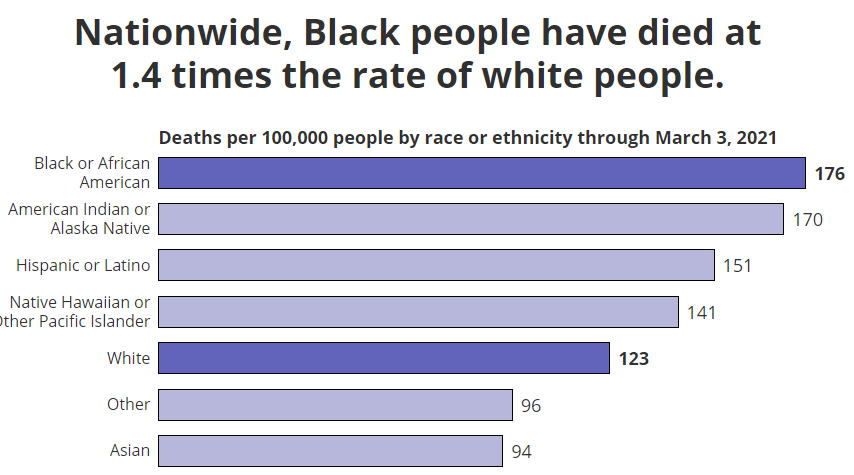 Nationwide, Black people have died at
1.4 times the rate of white people.
Deaths per 100,000 people by race or ethnicity through March 3, 2021
Black or African
American
176
American Indian or
Alaska Native
170
Hispanic or Latino
151
Native Hawaiian or
Other Pacific Islander
141
White
123
Other
96
Asian
94